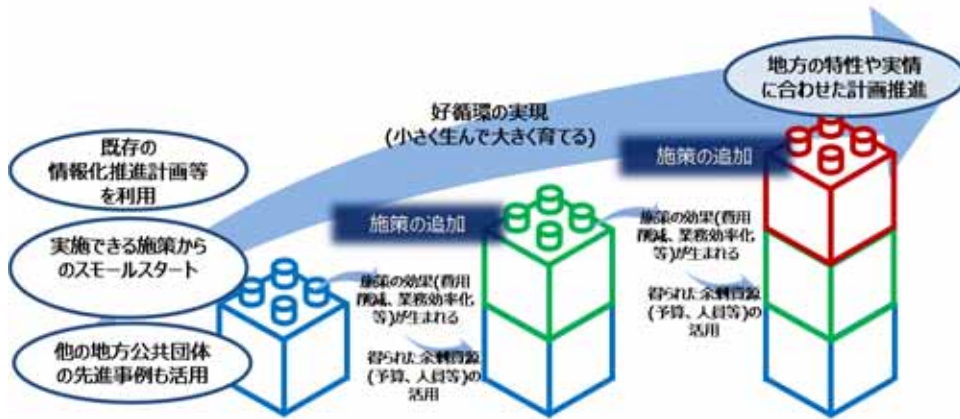 地方の特性や実情
に合わせた計画推進
好循環の実現
(小さく生んで大きく育てる)
既存の
情報化推進計画等
を利用
実施できる施策から
のスモールスタート
他の地方公共団体
の先進事例も活用
施策の追加
施策の効果(費用
削減、業務効率化
等)が生まれる
得られた余剰資源
(予算、人員等)の
活用
施策の追加
施策の効果(費用
削減、業務効率化
等)が生まれる
得られた余剰資源
(予算、人員等)の
活用